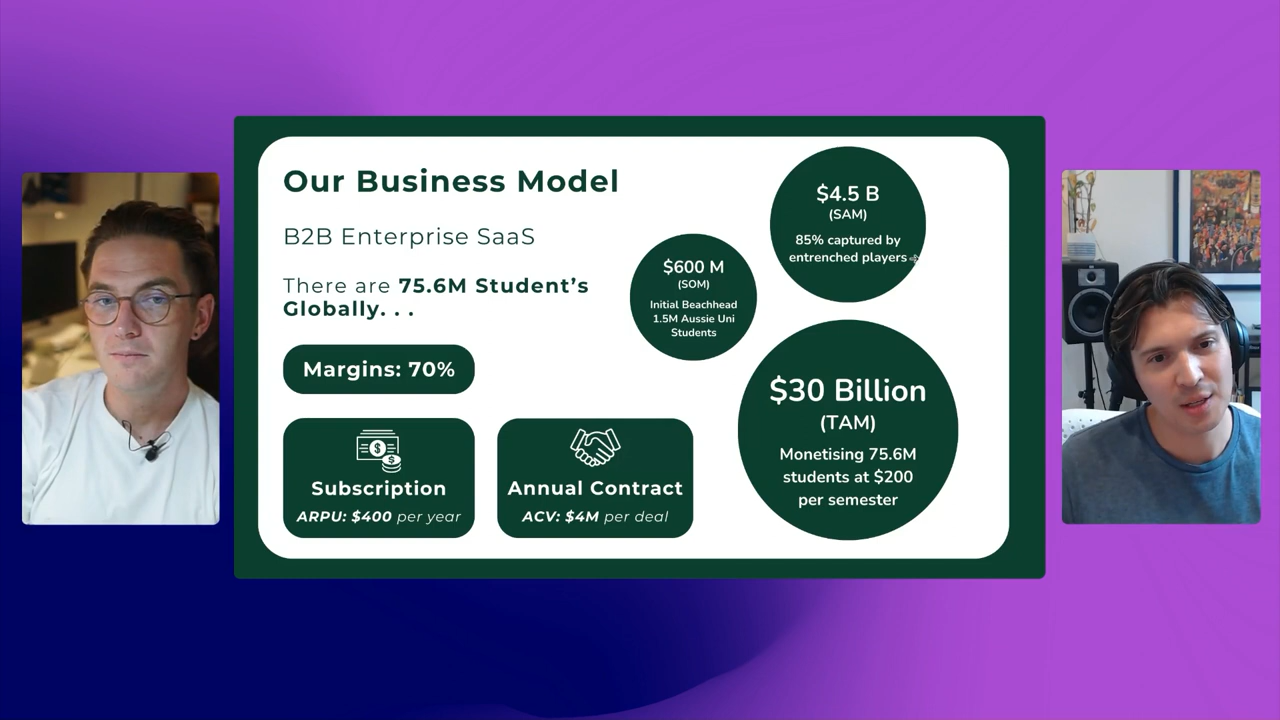 Our Business Model
B2B Enterprise SaaS
There are 75.6M Student's
Globally. . .
Margins: 70%
Subscription
ARPU: $400 per year
Annual Contract
ACV: $4M per deal
$600 M
(SOM)
Initial Beachhead
1.5M Aussie Uni
Students
$4.5 B
(SAM)
85% captured by
entrenched players
$30 Billion
(TAM)
Monetising 75.6M
students at $200
per semester